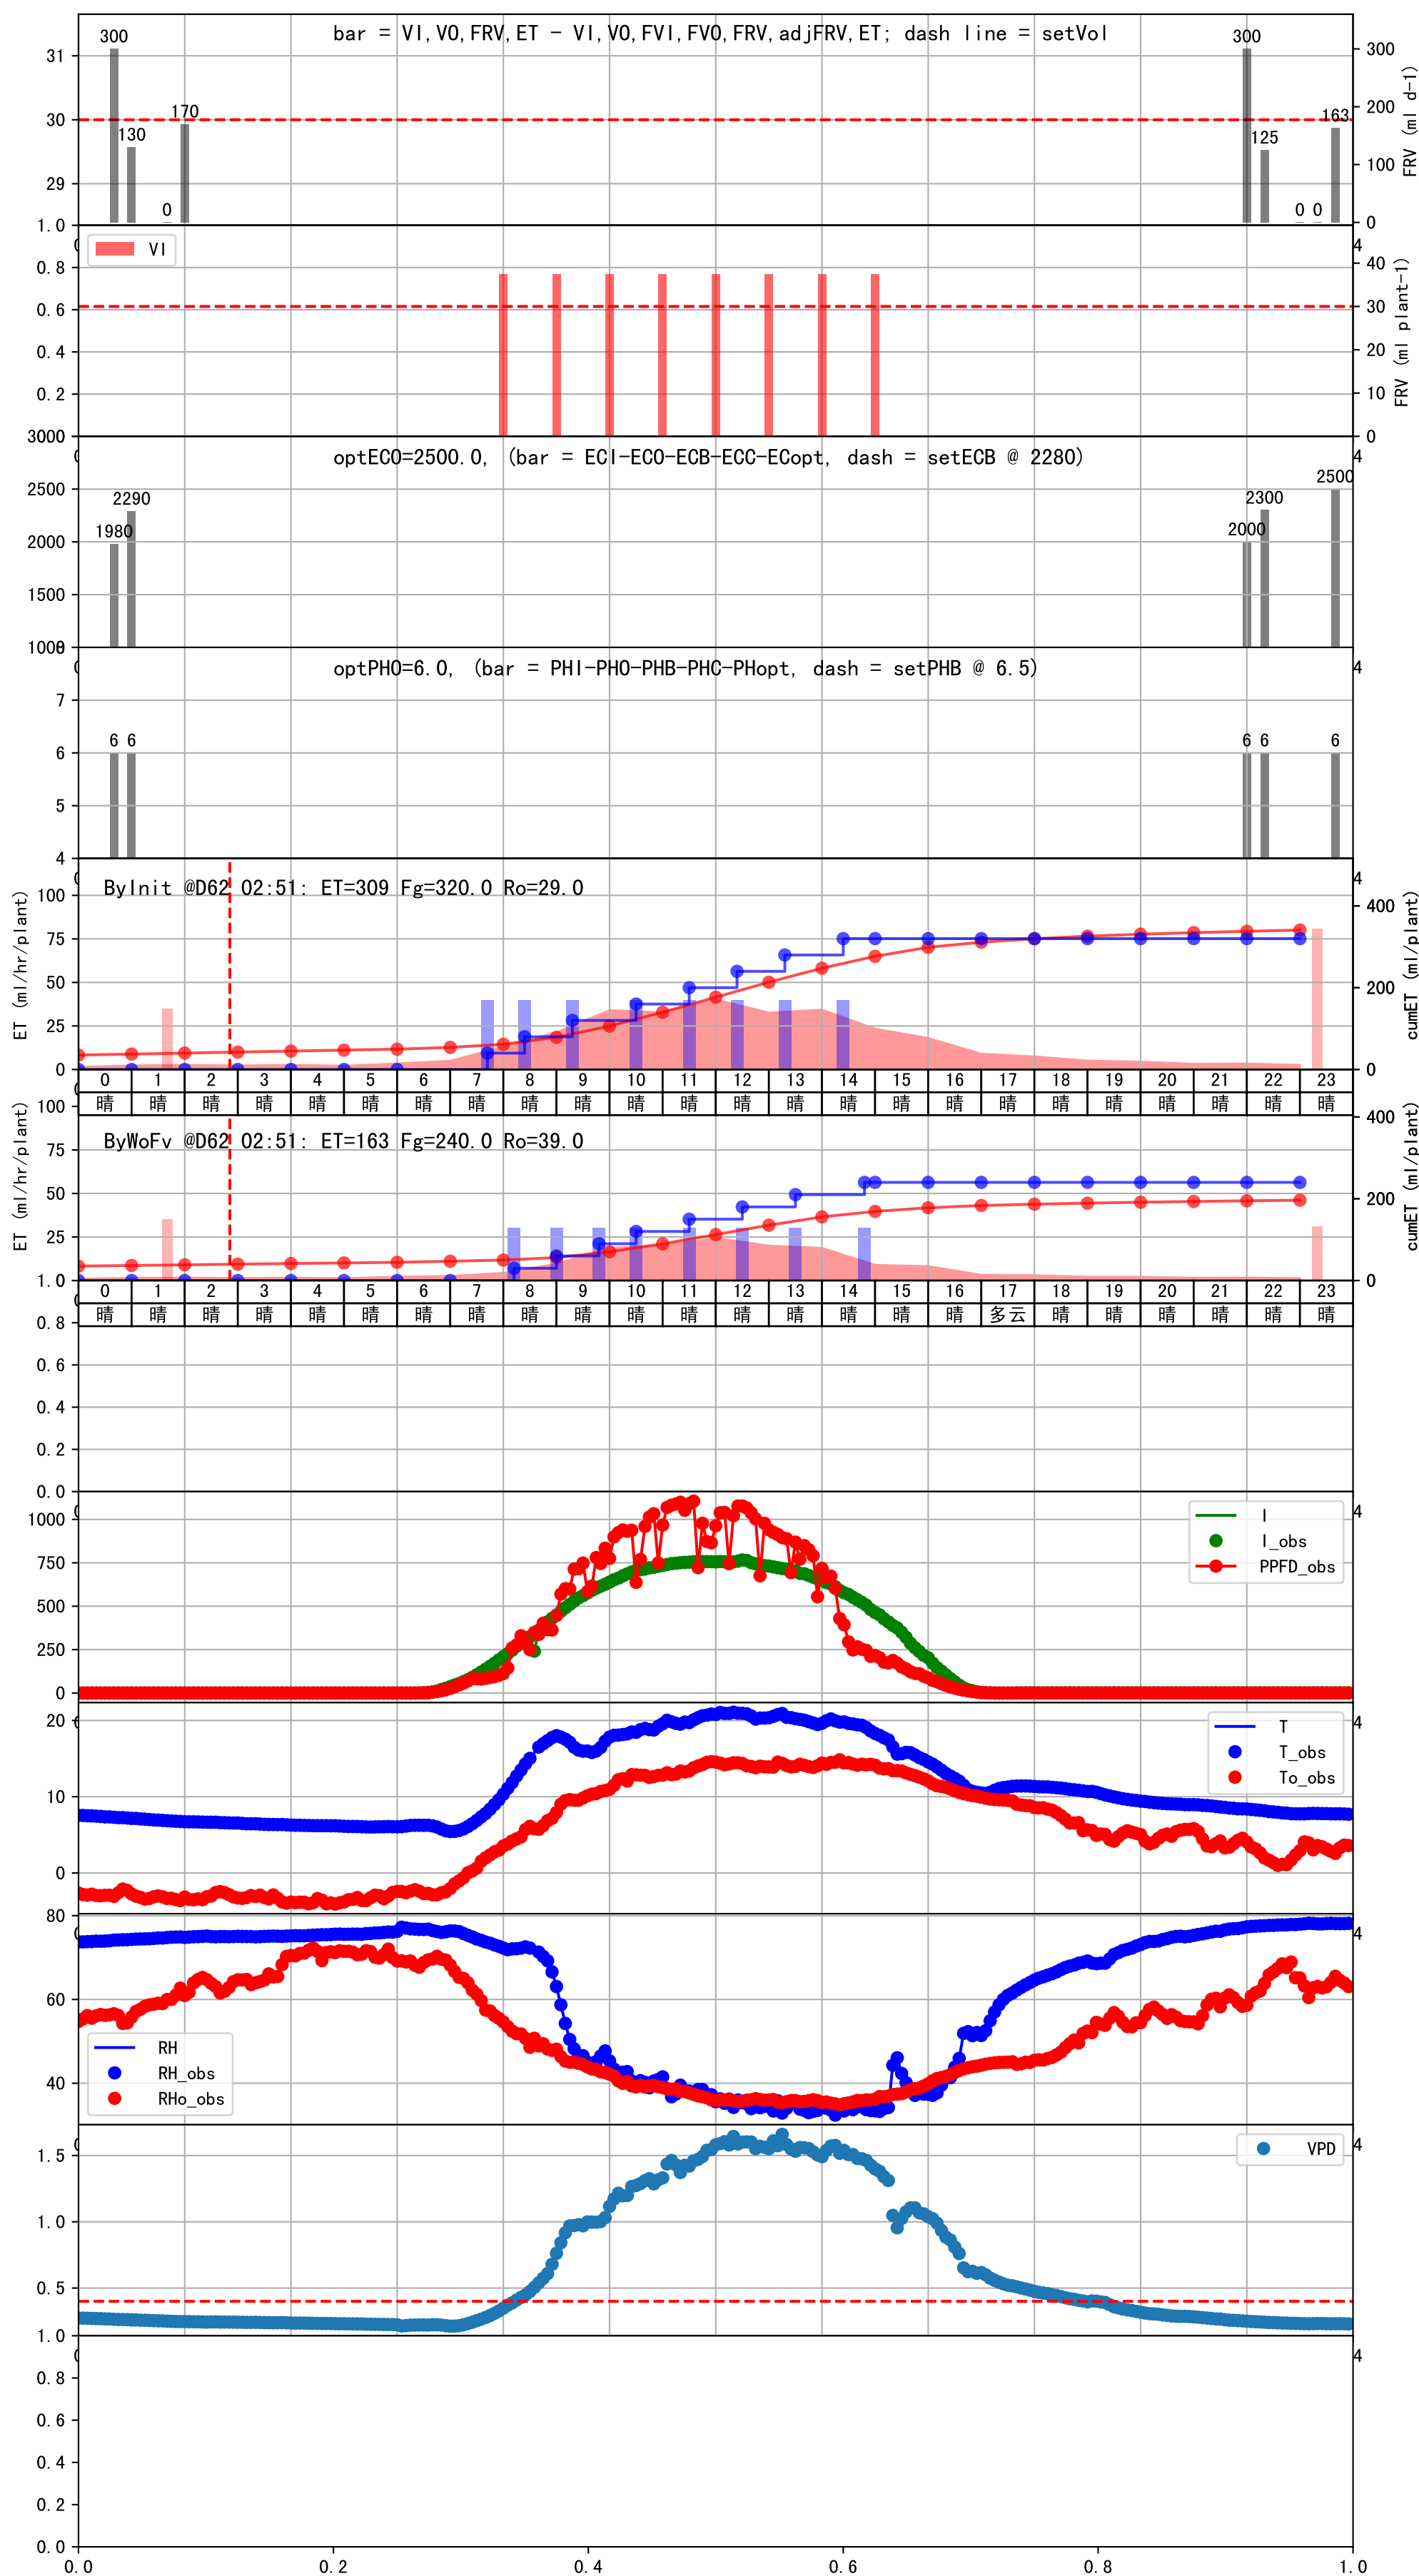 bar = VI,VO,FRV,ET - VI,VO,FVI,FVO,FRV,adjFRV,ET; dash line = setVol
300 130 0 170 300 125 0 0 163
31 30 29
300 200 100 0
FRV (ml d-1)
1.0 0.8 0.6 0.4 0.2
VI
4
40 30 20 10 0
FRV (ml plant-1)
optECO=2500.0, (bar = ECI-ECO-ECB-ECC-ECopt, dash = setECB @ 2280)
3000 2500 2000 1500 1000
4
1980 2290 2000 2300 2500
optPHO=6.0, (bar = PHI-PHO-PHB-PHC-PHopt, dash = setPHB @ 6.5)
4
7 6 5 4
6 6 6 6 6
ByInit @D62 02:51: ET=309 Fg=320.0 Ro=29.0
4
ET (ml/hr/plant)
100 75 50 25 0
400 200 0
cumET (ml/plant)
0 1 2 3 4 5 6 7 8 9 10 11 12 13 14 15 16 17 18 19 20 21 22 23
晴 晴 晴 晴 晴 晴 晴 晴 晴 晴 晴 晴 晴 晴 晴 晴 晴 晴 晴 晴 晴 晴 晴 晴
ByWoFv @D62 02:51: ET=163 Fg=240.0 Ro=39.0
ET (ml/hr/plant)
100 75 50 25
400 200 0
cumET (ml/plant)
0 1 2 3 4 5 6 7 8 9 10 11 12 13 14 15 16 17 18 19 20 21 22 23
晴 晴 晴 晴 晴 晴 晴 晴 晴 晴 晴 晴 晴 晴 晴 晴 晴 多云 晴 晴 晴 晴 晴 晴
1.0 0.8 0.6 0.4 0.2 0.0
4
1000 750 500 250 0
I
I_obs
PPFD_obs
4
20 10 0
T
T_obs
To_obs
4
80 60 40
RH
RH_obs
RHo_obs
4
1.5 1.0 0.5
VPD
4
1.0 0.8 0.6 0.4 0.2 0.0
0.0 0.2 0.4 0.6 0.8 1.0